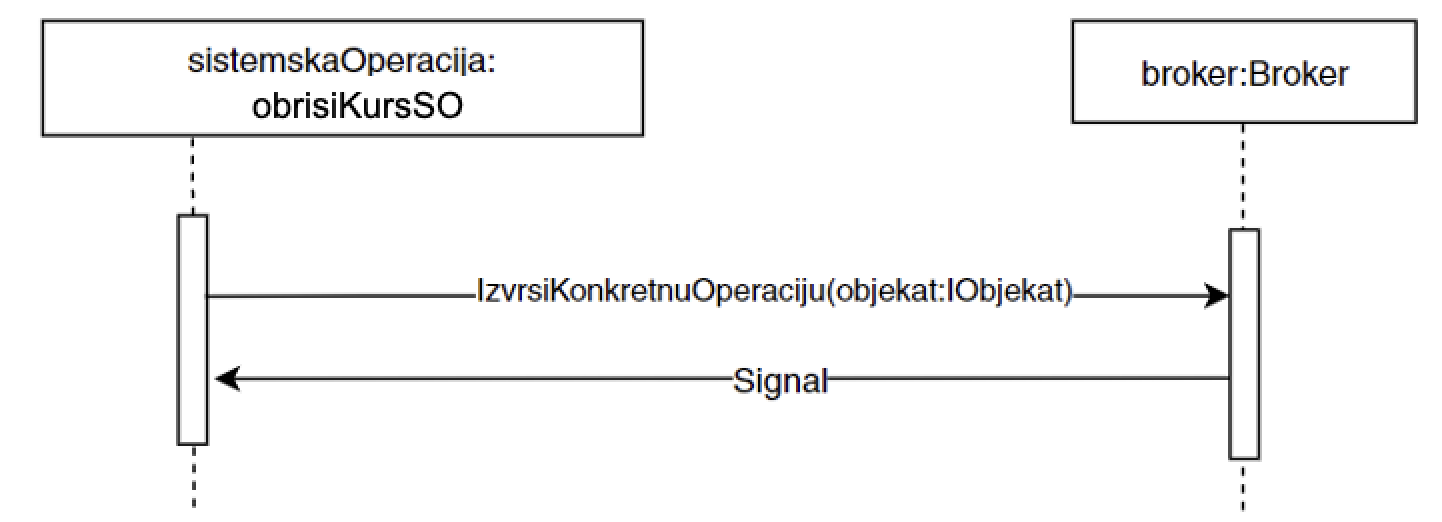 sistemskaOperacija:
obrisiKursSO
broker:Broker
IzvrsiKonkretnuOperaciju(objekat:IObjekat)
Signal